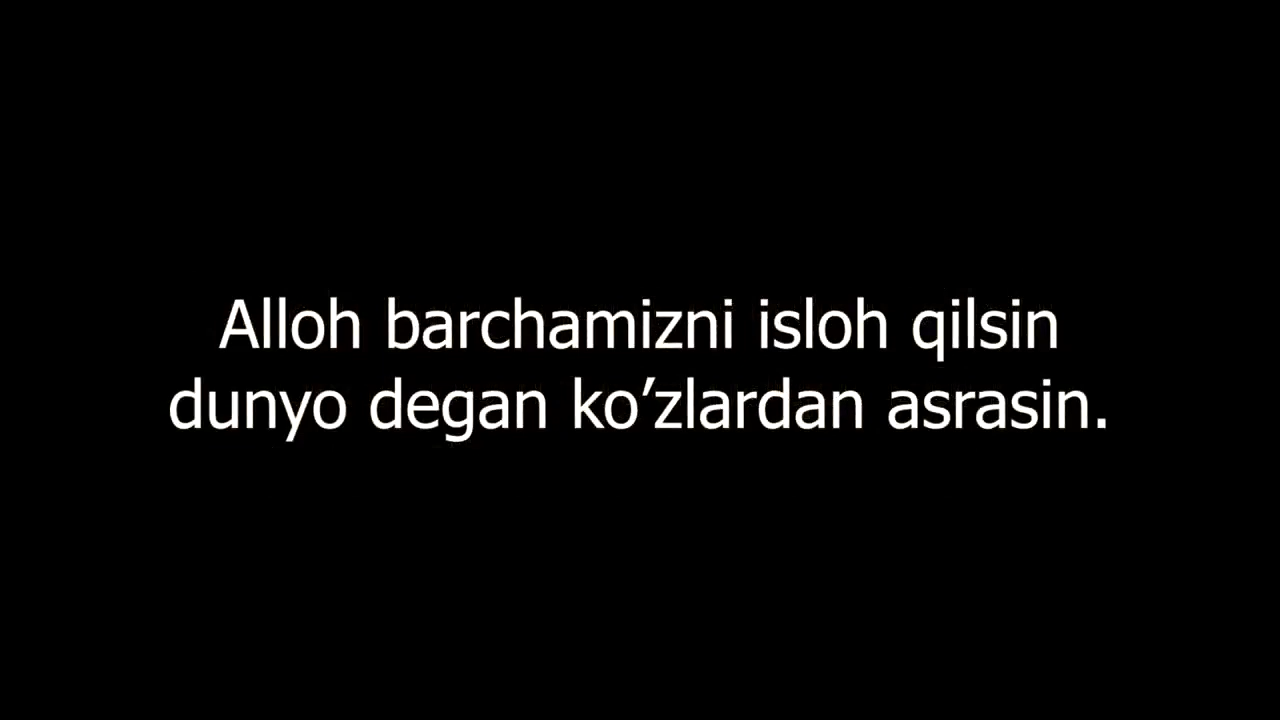 Alloh barchamizni isloh qilsin
dunyo degan ko’zlardan asrasin.